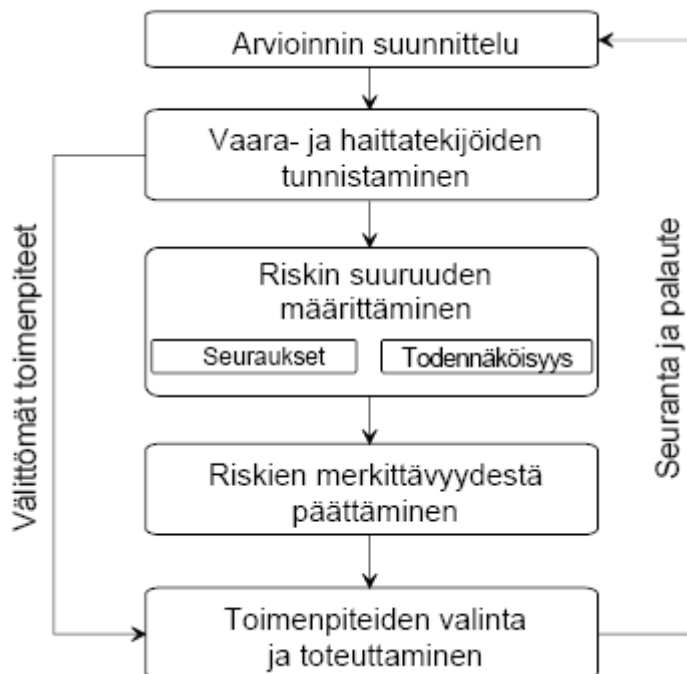 Arvioinnin suunnittelu
Vaara- ja haittatekijöiden
tunnistaminen
Riskin suuruuden
määrittäminen
Seuraukset
Todennäköisyys
Riskien merkittävyydestä
päättäminen
Toimenpiteiden valinta
ja toteuttaminen
Välittömät toimenpiteet
Seuranta ja palaute